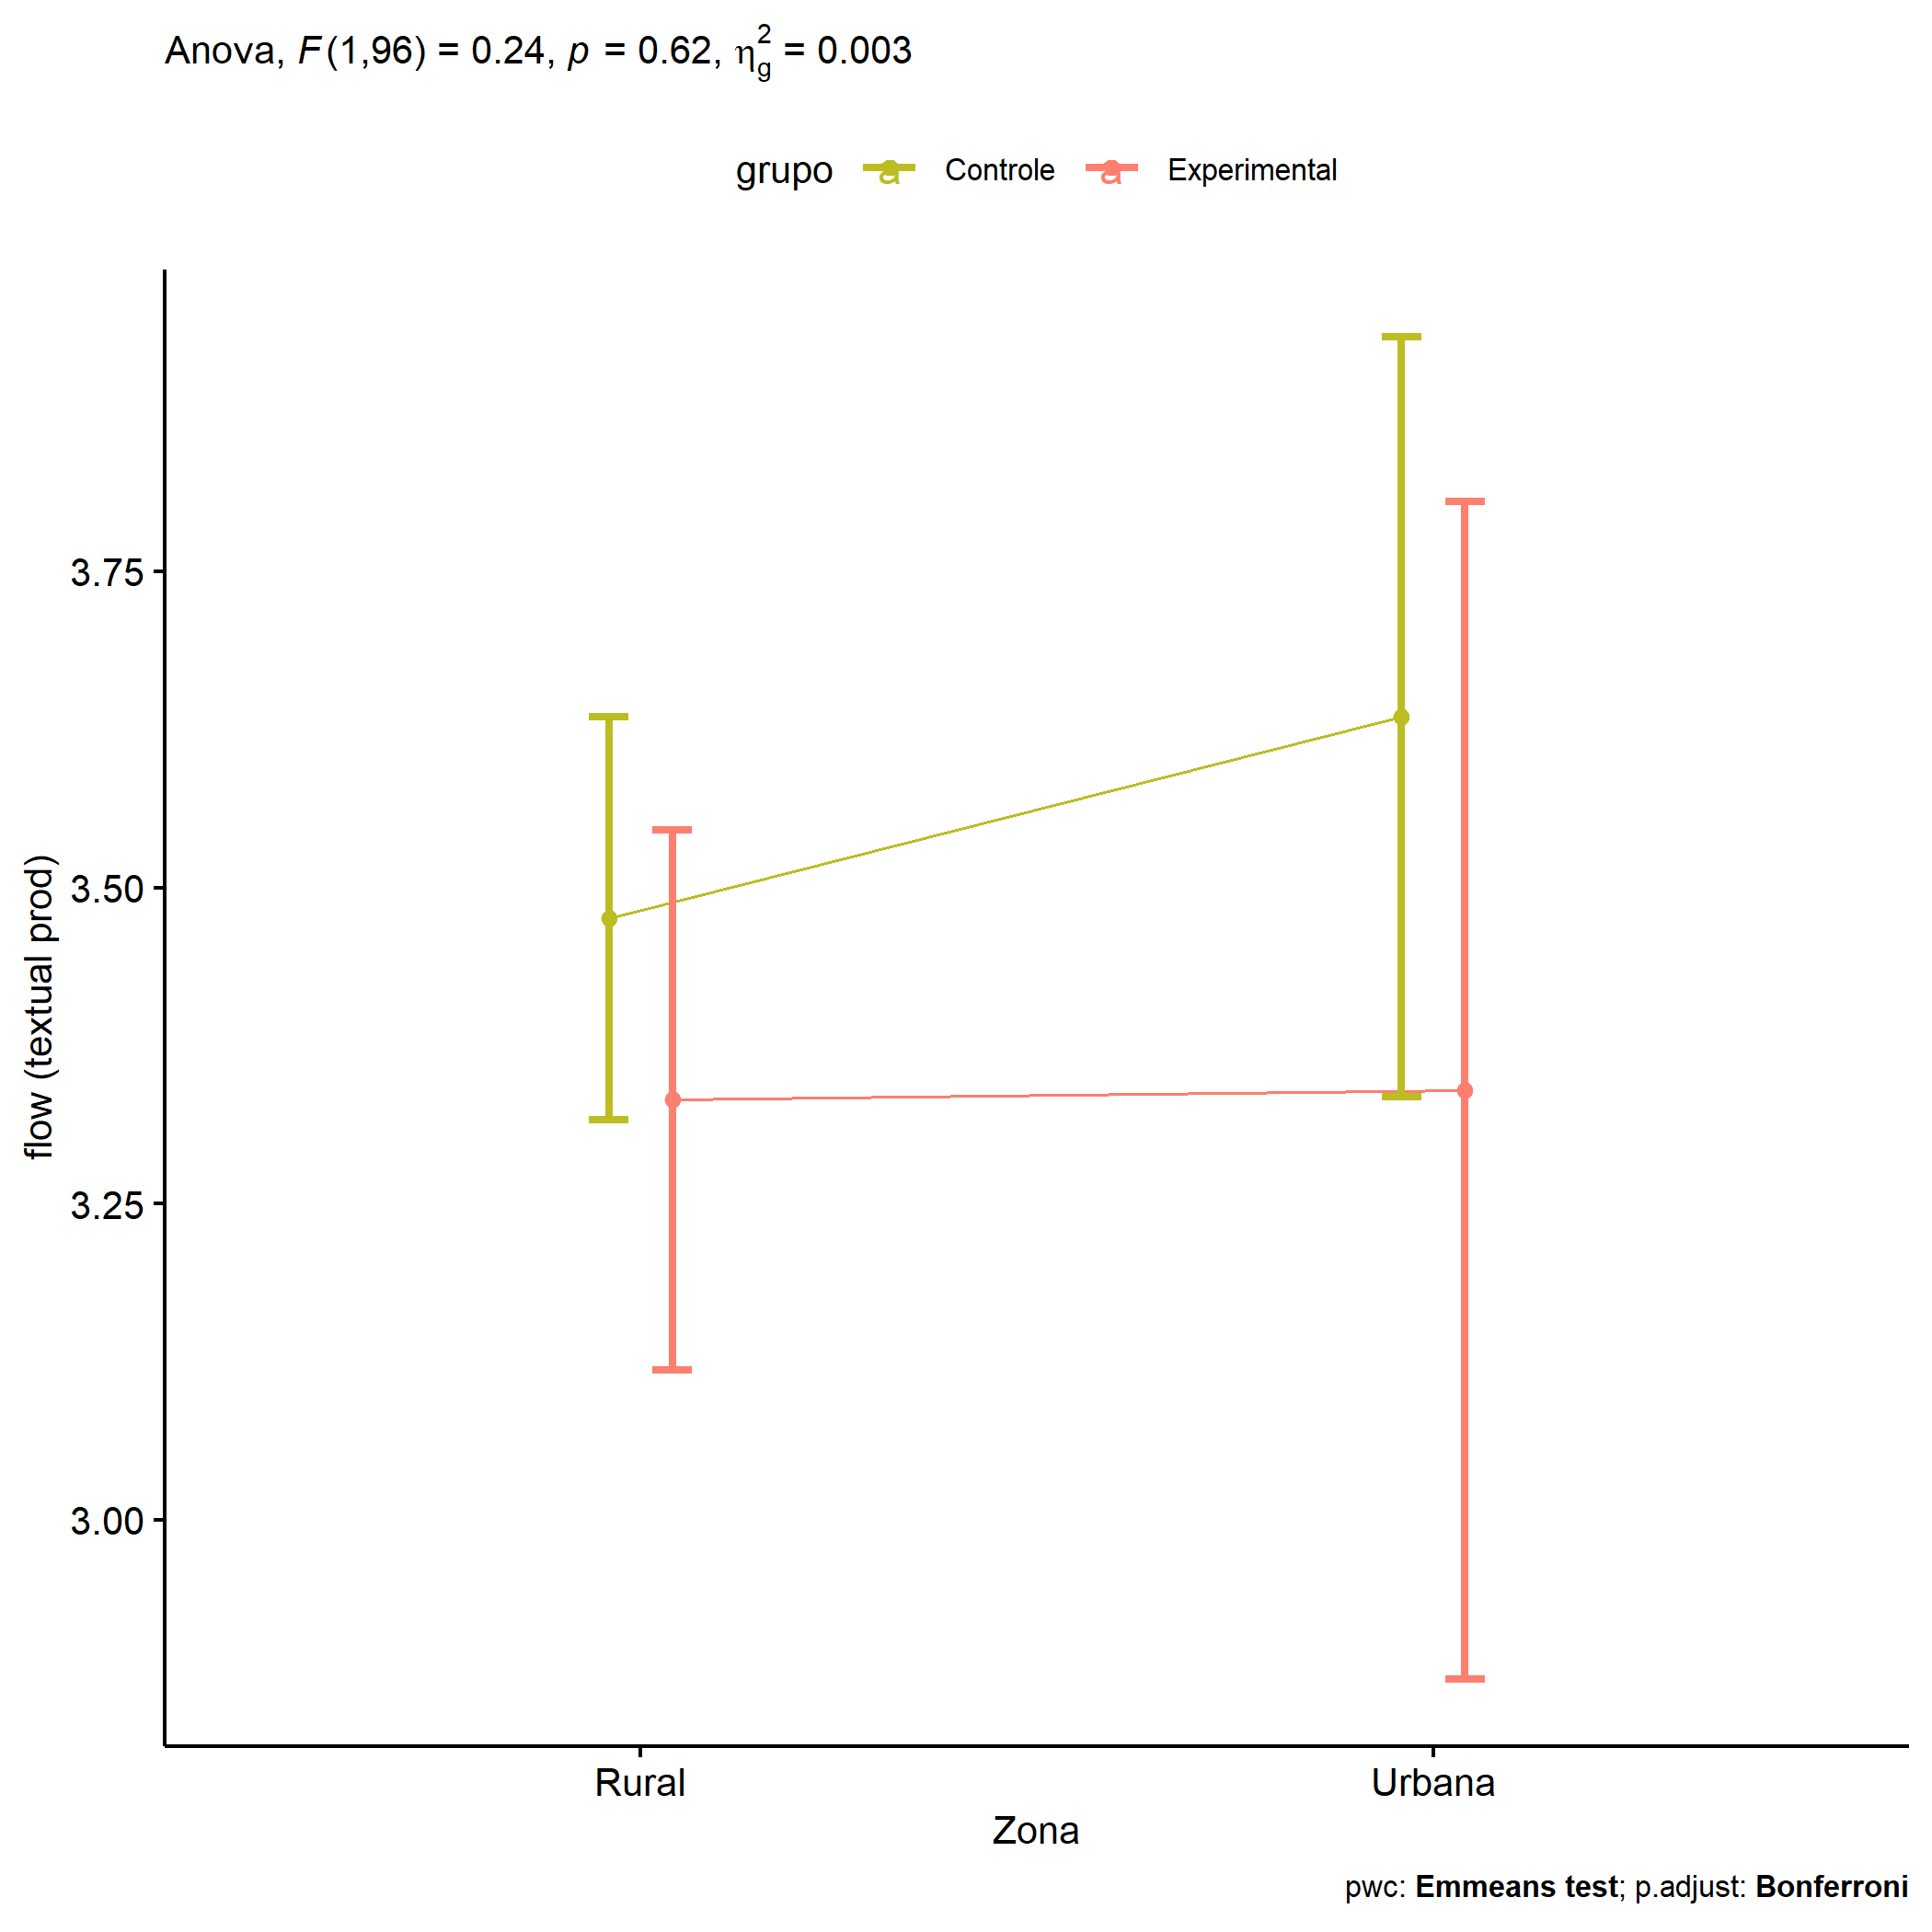 Anova, F(1,96) = 0.24, p = 0.62, η²g = 0.003
grupo a Controle a Experimental
flow (textual prod)
3.75
3.50
3.25
3.00
Rural Urbana
Zona
pwc: Emmeans test; p.adjust: Bonferroni